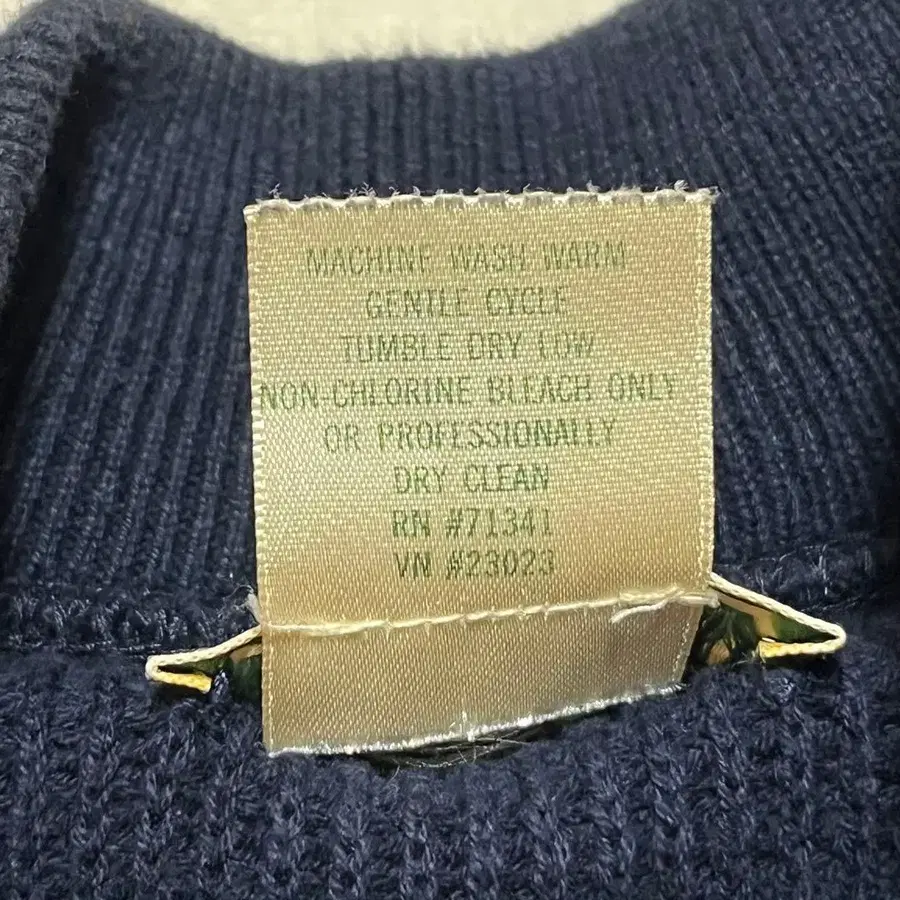 MACHINE WASH WARM
GENTLE CYCLE
TUMBLE DRY LOW
NON-CHLORINE BLEACH ONLY
OR PROFESSIONALLY
DRY CLEAN
RN #71341
VN #23023